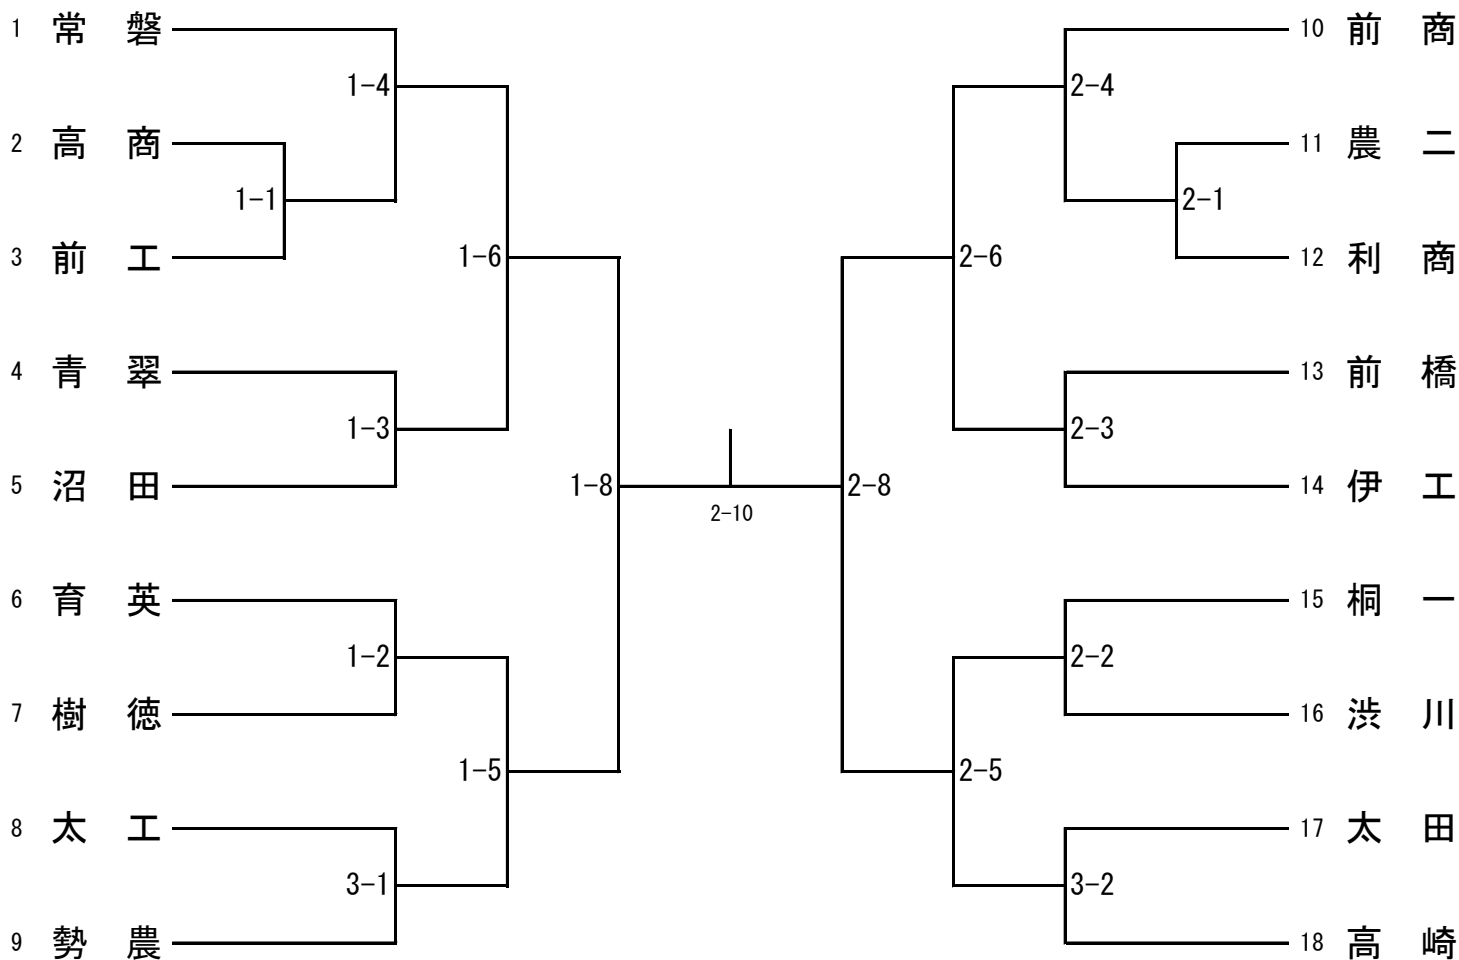 1 常 磐
1-4
2 高 商
1-1
3 前 工
1-6
4 青 翠
1-3
5 沼 田
1-8
6 育 英
1-2
7 樹 徳
1-5
8 太 工
3-1
9 勢 農
2-10
10 前 商
2-4
11 農 二
2-1
12 利 商
2-6
13 前 橋
2-3
14 伊 工
2-8
15 桐 一
2-2
16 渋 川
2-5
17 太 田
3-2
18 高 崎